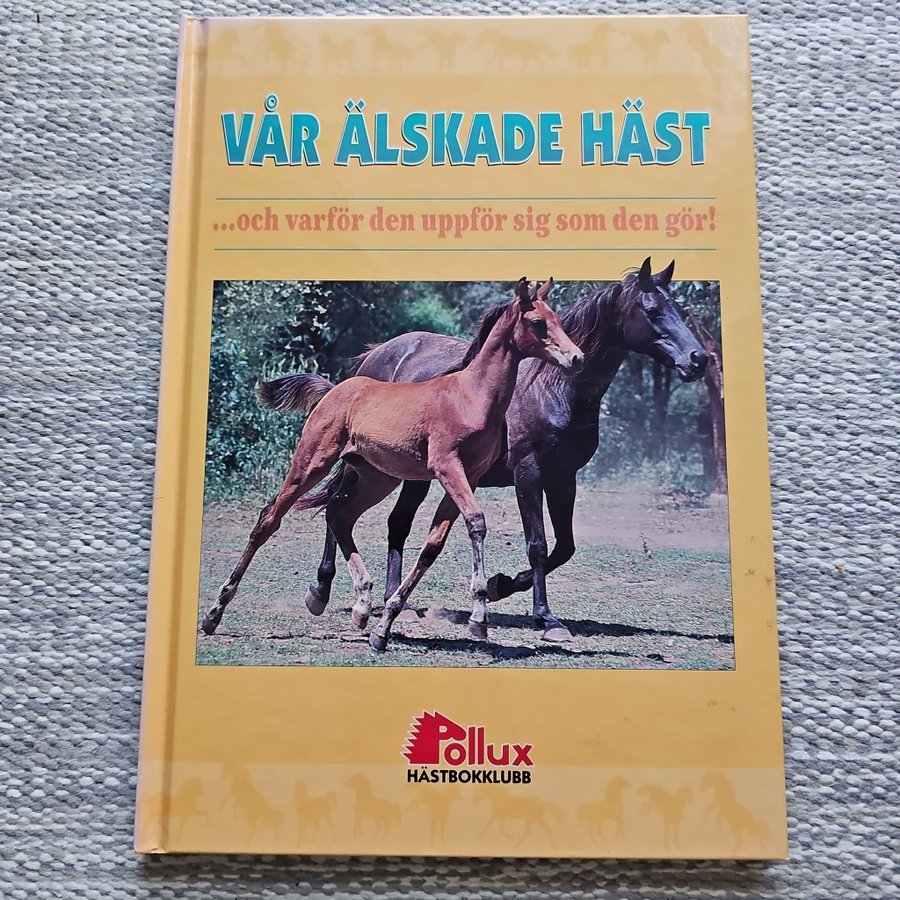 VÅR ÄLSKADE HÄST
...och varför den uppför sig som den gör!
Pollux
HÄSTBOKKLUBB